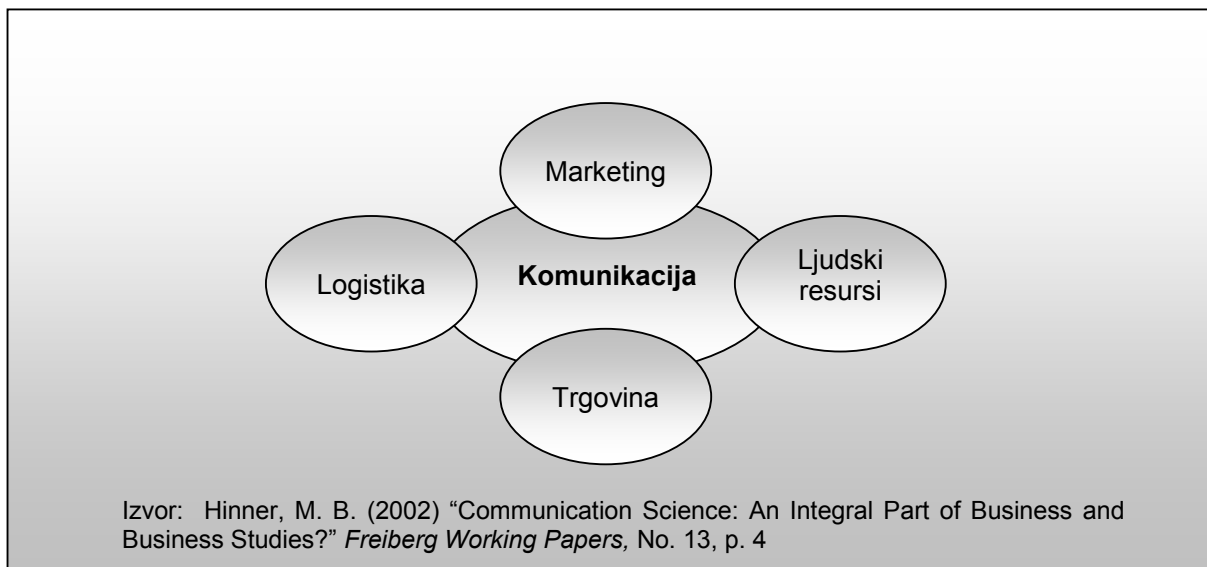 Marketing
Logistika
Komunikacija
Ljudski
resursi
Trgovina
Izvor: Hinner, M. B. (2002) “Communication Science: An Integral Part of Business and
Business Studies?” Freiberg Working Papers, No. 13, p. 4